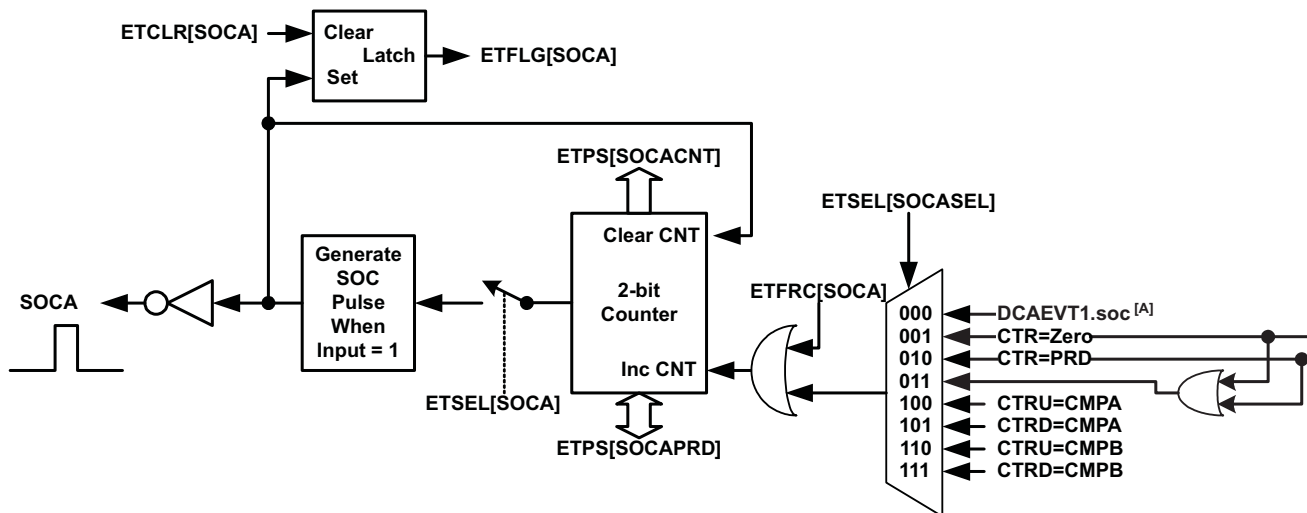 ETCLR[SOCA]
Clear
Latch
Set
ETFLG[SOCA]
ETPS[SOCACNT]
ETSEL[SOCASEL]
Clear CNT
2-bit
Counter
Inc CNT
Generate
SOC
Pulse
When
Input = 1
SOCA
ETSEL[SOCA]
ETPS[SOCAPRD]
ETFRC[SOCA]
000 DCAEVT1.soc [A]
001 CTR=Zero
010 CTR=PRD
011
100 CTRU=CMPA
101 CTRD=CMPA
110 CTRU=CMPB
111 CTRD=CMPB